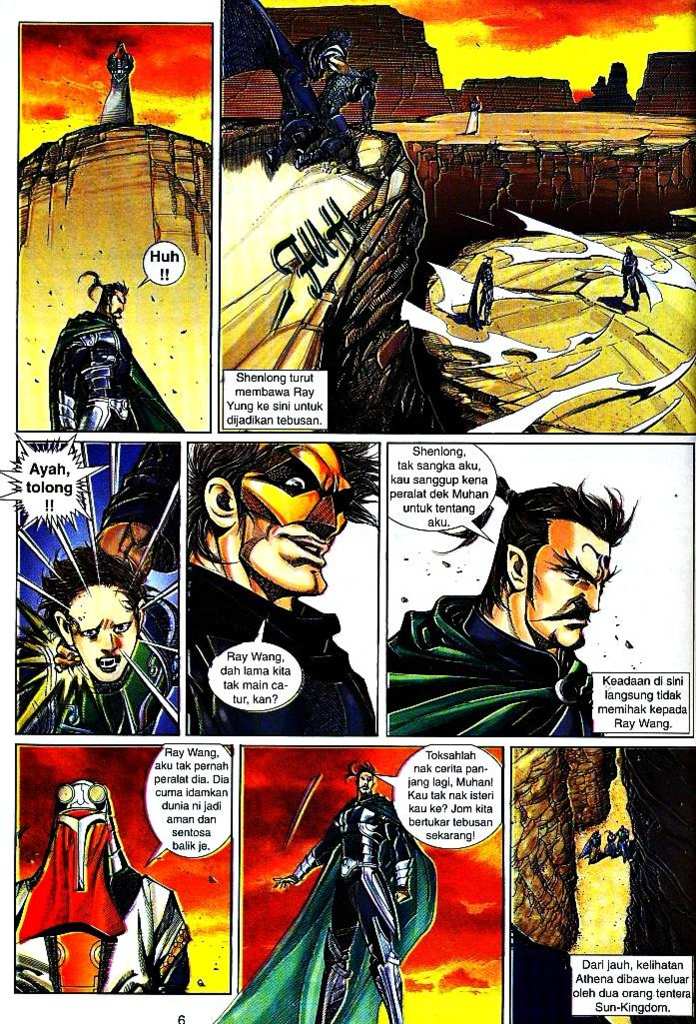 Huh
!!
FUH
Shenlong turut
membawa Ray
Yung ke sini untuk
dijadikan tebusan.
Ayah,
tolong
!!
Ray Wang,
dah lama kita
tak main ca-
tur, kan?
Shenlong,
tak sangka aku,
kau sanggup kena
peralat dek Muhan
untuk tentang
aku.
Keadaan di sini
langsung tidak
memihak kepada
Ray Wang.
Ray Wang,
aku tak pernah
peralat dia. Dia
cuma idamkan
dunia ni jadi
aman dan
sentosa
balik je.
Toksahlah
nak cerita pan-
jang lagi, Muhan!
Kau tak nak isteri
kau ke? Jom kita
bertukar tebusan
sekarang!
Dari jauh, kelihatan
Athena dibawa keluar
oleh dua orang tentera
Sun-Kingdom.
6